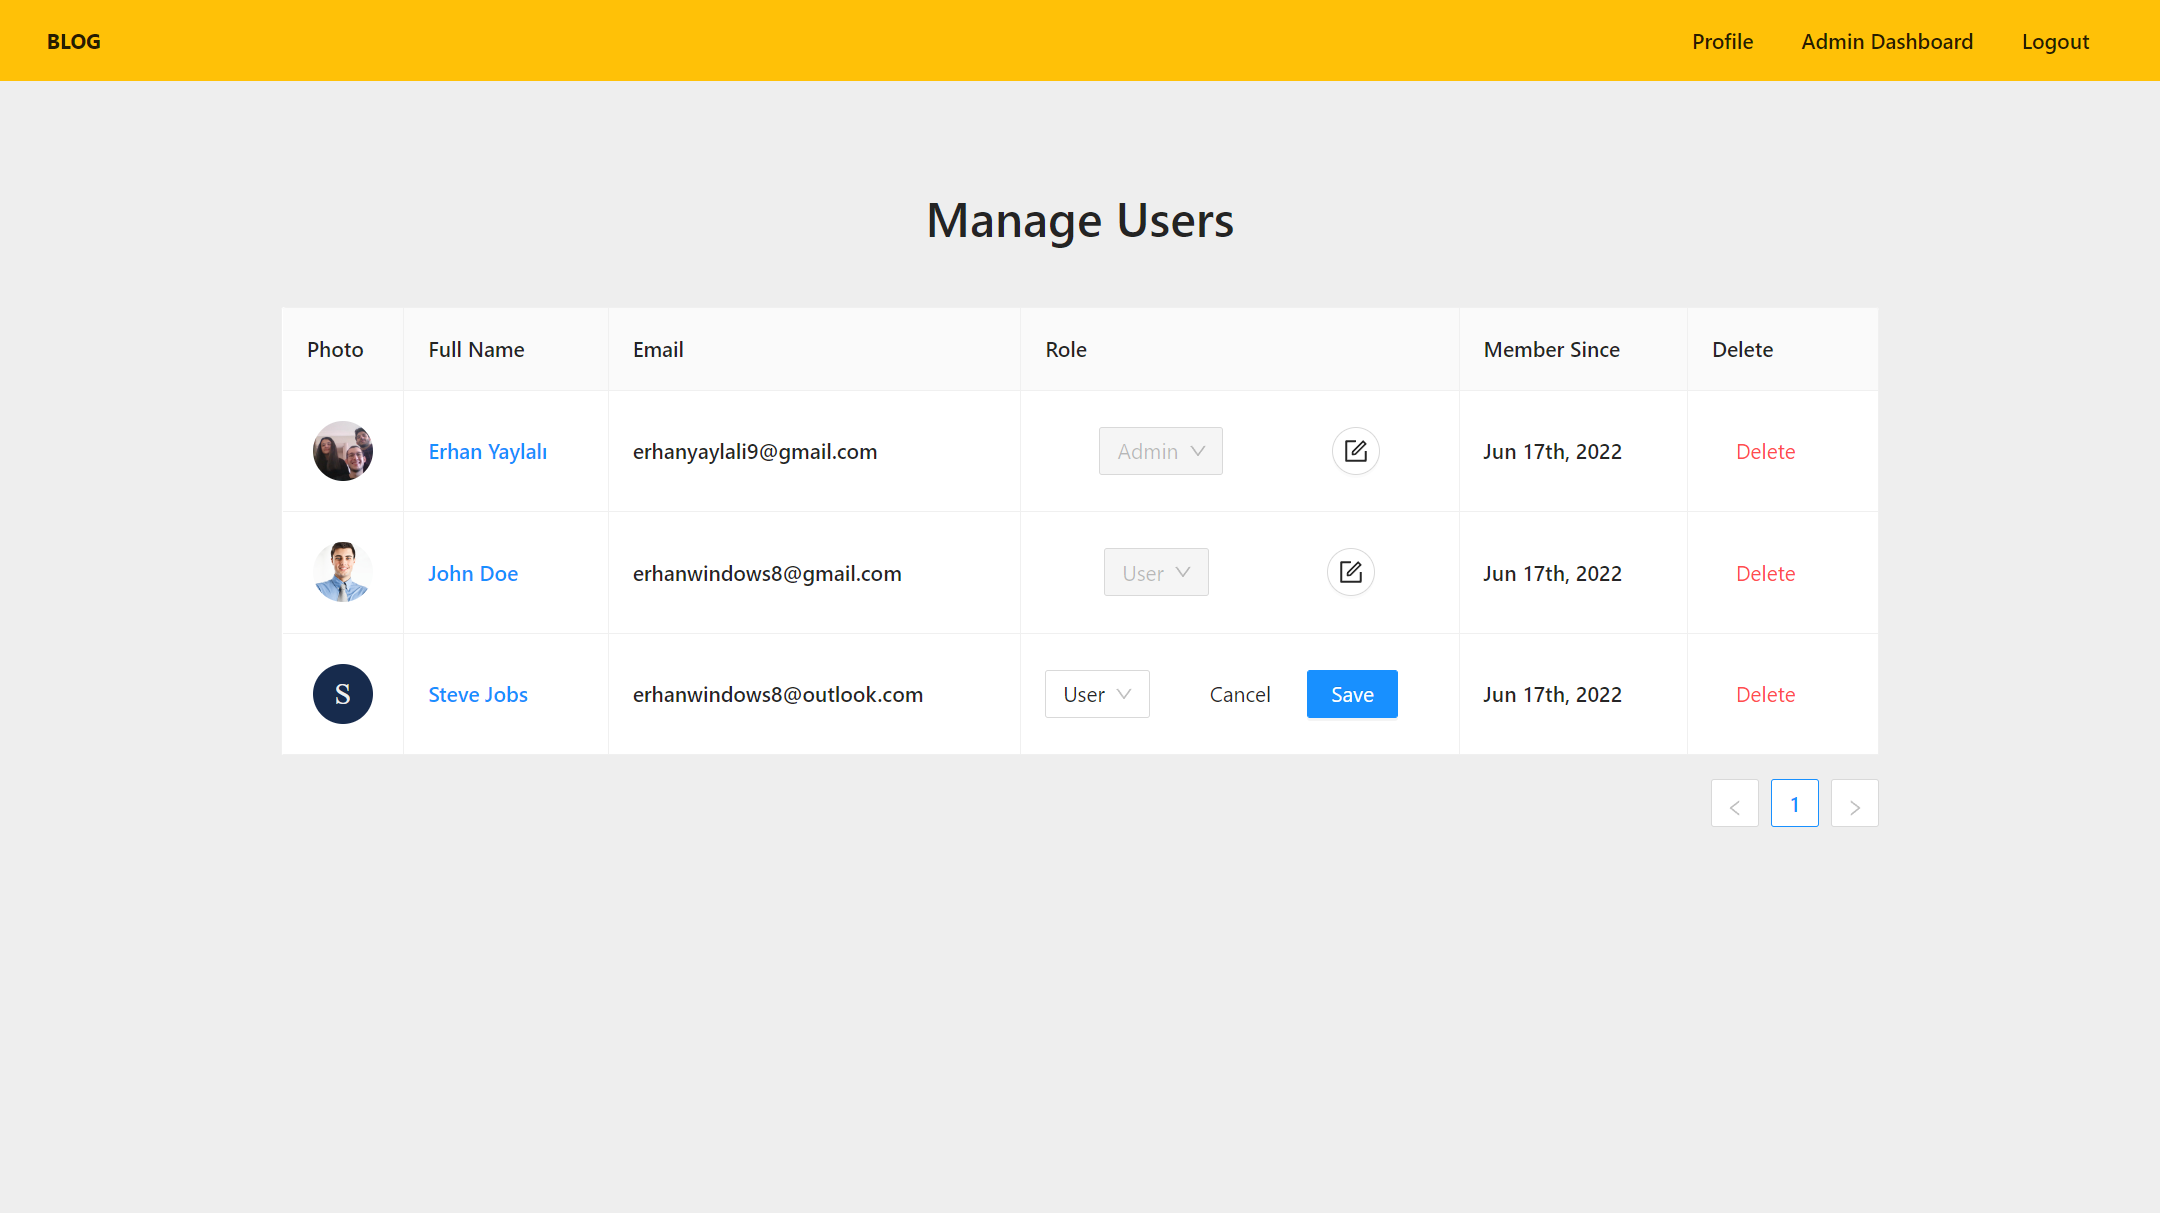 BLOG Profile Admin Dashboard Logout
Manage Users
Photo Full Name Email Role Member Since Delete
Erhan Yaylalı erhanyaylali9@gmail.com Admin Jun 17th, 2022 Delete
John Doe erhanwindows8@gmail.com User Jun 17th, 2022 Delete
S Steve Jobs erhanwindows8@outlook.com User Cancel Save Jun 17th, 2022 Delete
1